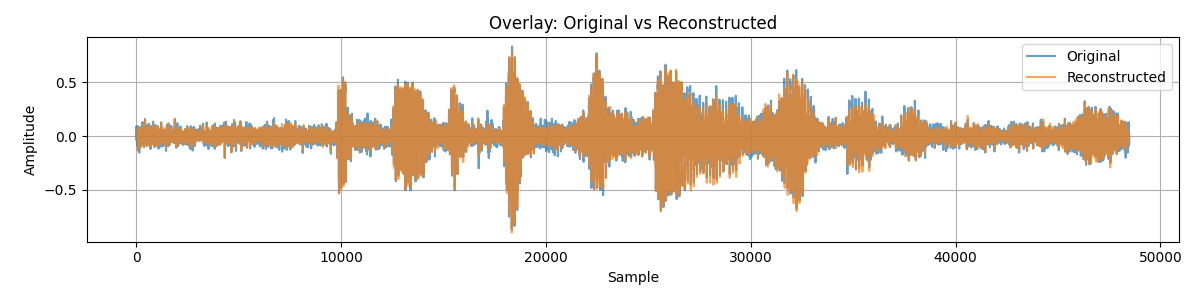 Overlay: Original vs Reconstructed
Original
Reconstructed
Amplitude
0.5
0.0
−0.5
0 10000 20000 30000 40000 50000
Sample